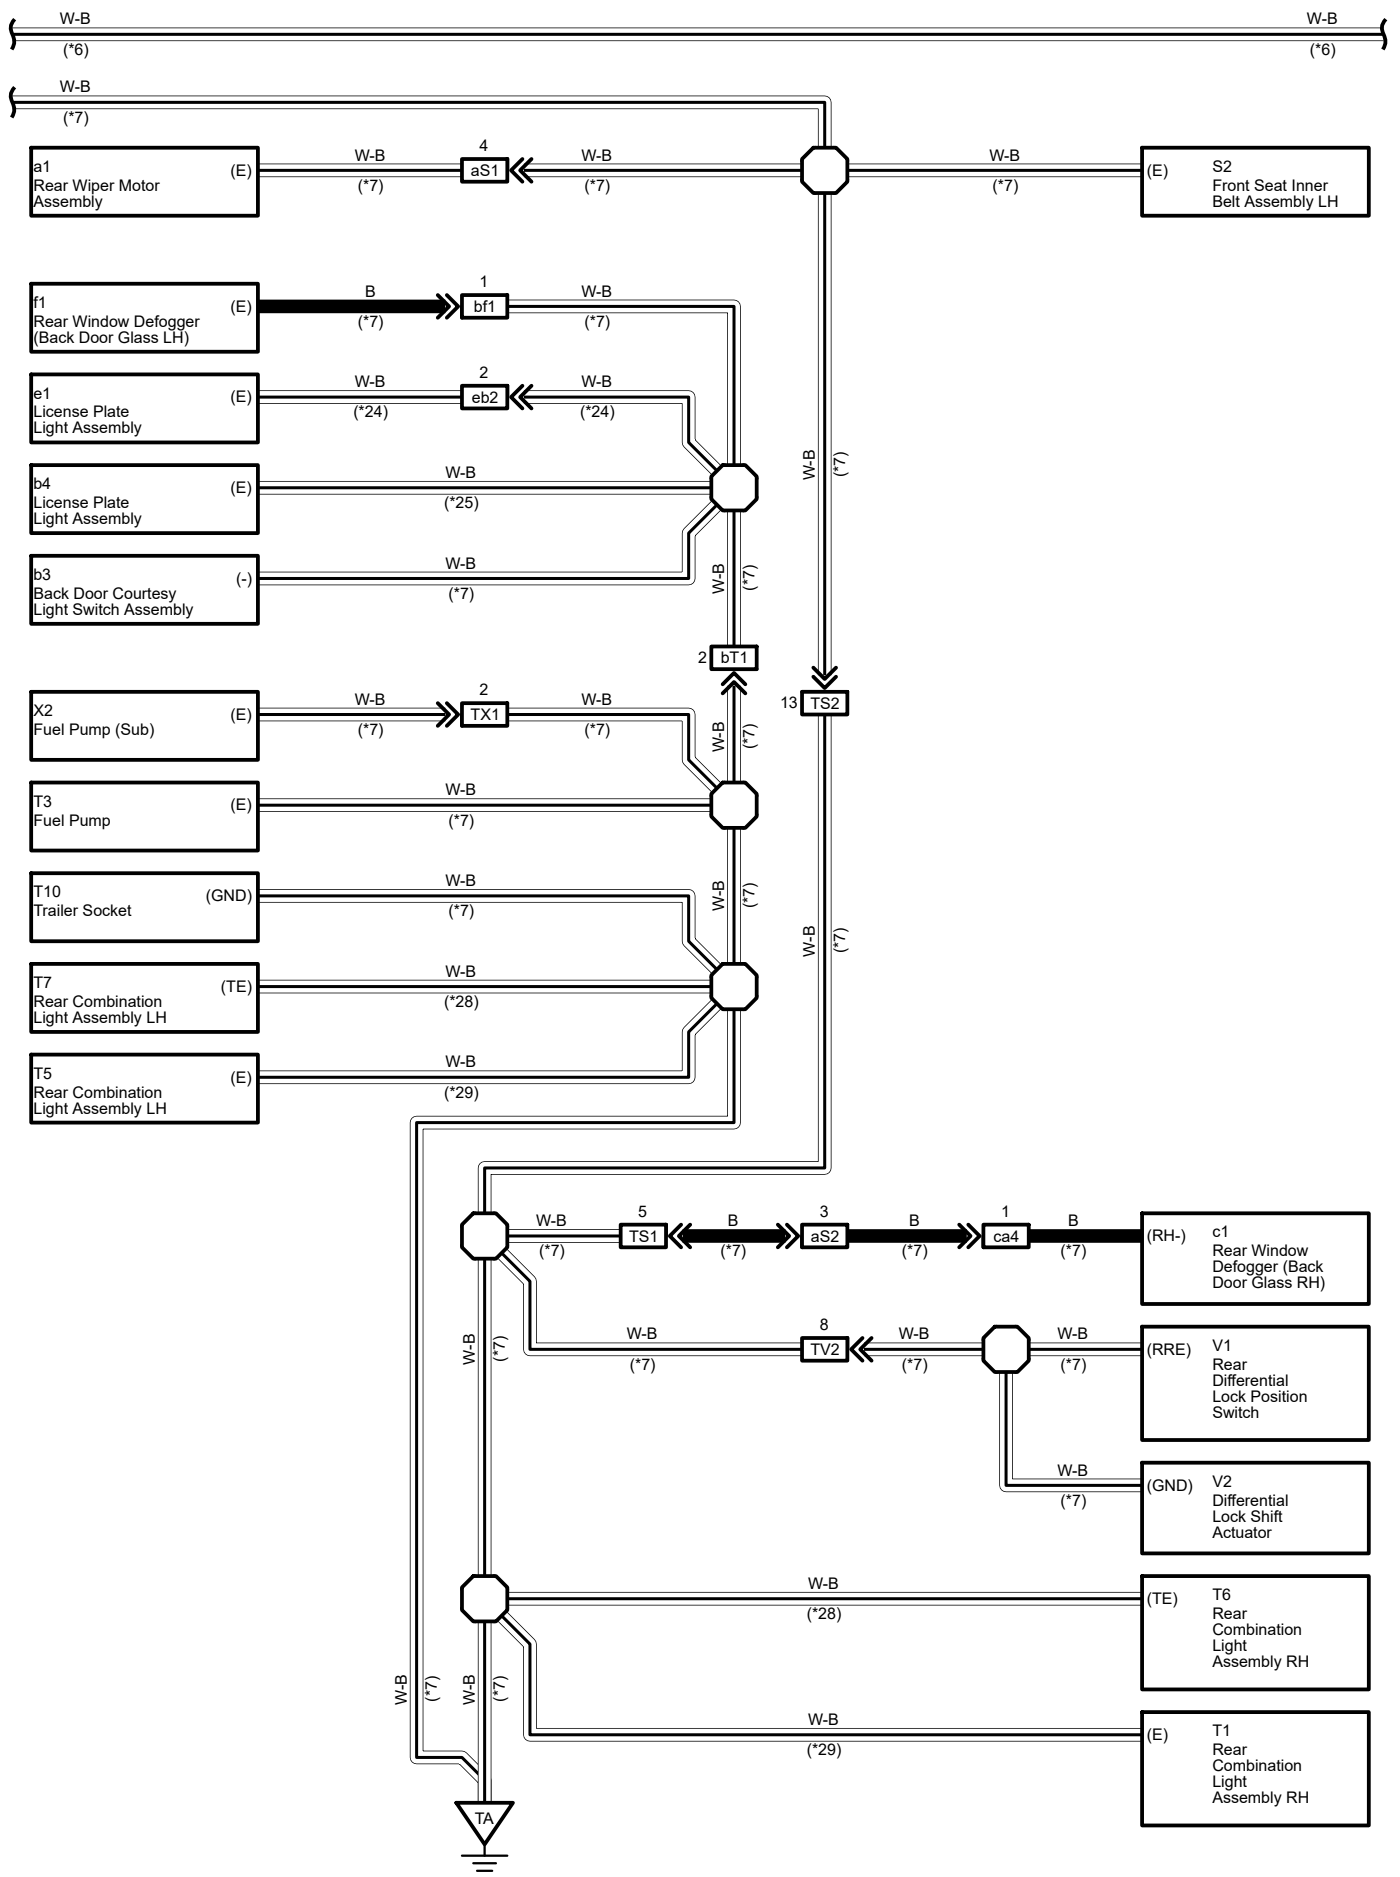 W-B W-B
(*6) (*6)
W-B
(*7)
a1
Rear Wiper Motor
Assembly
(E)
W-B
(*7)
4
aS1
W-B
(*7)
W-B
(*7)
(E)
S2
Front Seat Inner
Belt Assembly LH
f1
Rear Window Defogger
(Back Door Glass LH)
(E)
B
(*7)
1
bf1
W-B
(*7)
e1
License Plate
Light Assembly
(E)
W-B
(*24)
2
eb2
W-B
(*24)
b4
License Plate
Light Assembly
(E)
W-B
(*25)
W-B
(*7)
b3
Back Door Courtesy
Light Switch Assembly
(-)
W-B
(*7)
W-B
(*7)
2
bT1
X2
Fuel Pump (Sub)
(E)
W-B
(*7)
2
TX1
W-B
(*7)
W-B
(*7)
13
TS2
T3
Fuel Pump
(E)
W-B
(*7)
T10
Trailer Socket
(GND)
W-B
(*7)
W-B
(*7)
W-B
(*7)
T7
Rear Combination
Light Assembly LH
(TE)
W-B
(*28)
T5
Rear Combination
Light Assembly LH
(E)
W-B
(*29)
W-B
(*7)
5
TS1
B
(*7)
3
aS2
B
(*7)
1
ca4
B
(*7)
(RH-)
c1
Rear Window
Defogger (Back
Door Glass RH)
W-B
(*7)
W-B
(*7)
8
TV2
W-B
(*7)
W-B
(*7)
(RRE)
V1
Rear
Differential
Lock Position
Switch
W-B
(*7)
(GND)
V2
Differential
Lock Shift
Actuator
W-B
(*28)
(TE)
T6
Rear
Combination
Light
Assembly RH
W-B
(*7)
W-B
(*7)
W-B
(*29)
(E)
T1
Rear
Combination
Light
Assembly RH
TA